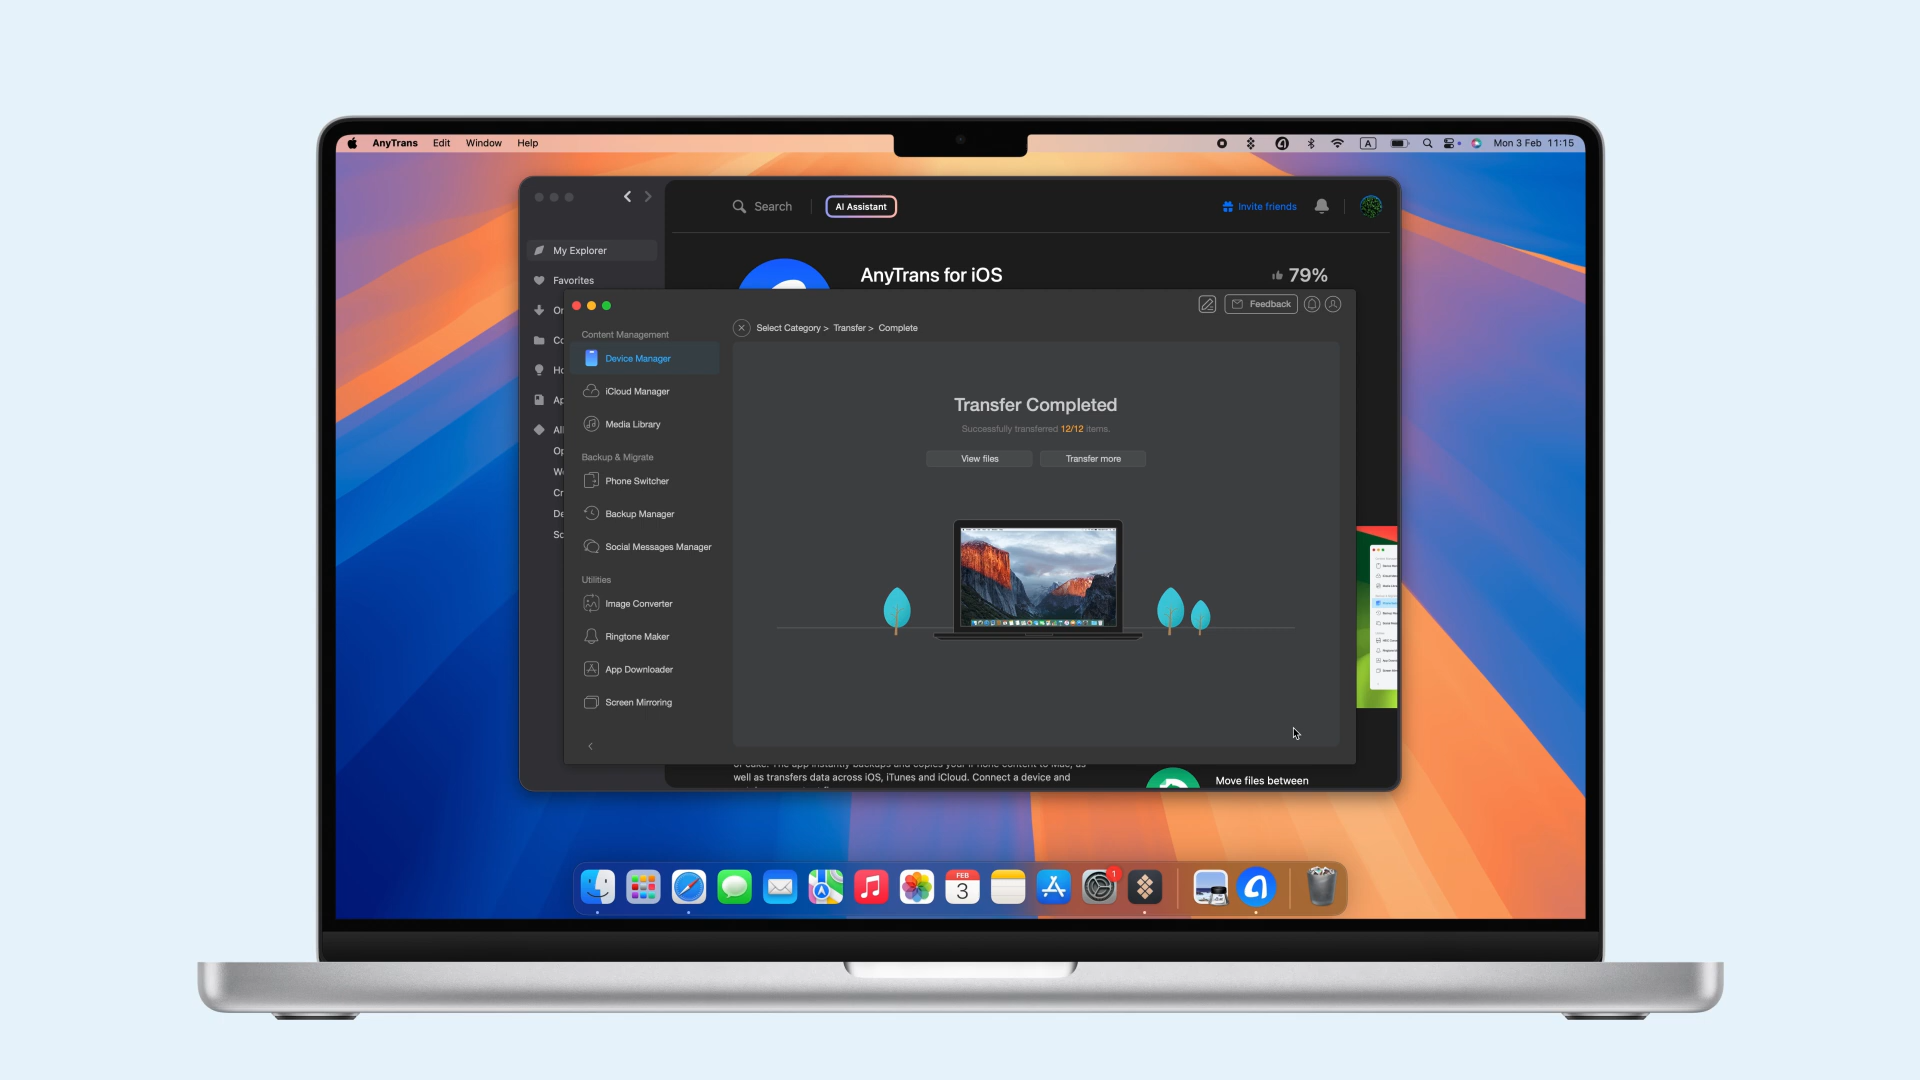 AnyTrans Edit Window Help
A
Mon 3 Feb 11:15
Search
AI Assistant
Invite friends
My Explorer
Favorites
AnyTrans for iOS
79%
Feedback
Select Category > Transfer > Complete
Content Management
Device Manager
iCloud Manager
Media Library
Backup & Migrate
Phone Switcher
Backup Manager
Social Messages Manager
Utilities
Image Converter
Ringtone Maker
App Downloader
Screen Mirroring
Transfer Completed
Successfully transferred 12/12 items.
View files
Transfer more
well as transfers data across iOS, iTunes and iCloud. Connect a device and
Move files between
FEB
3
1